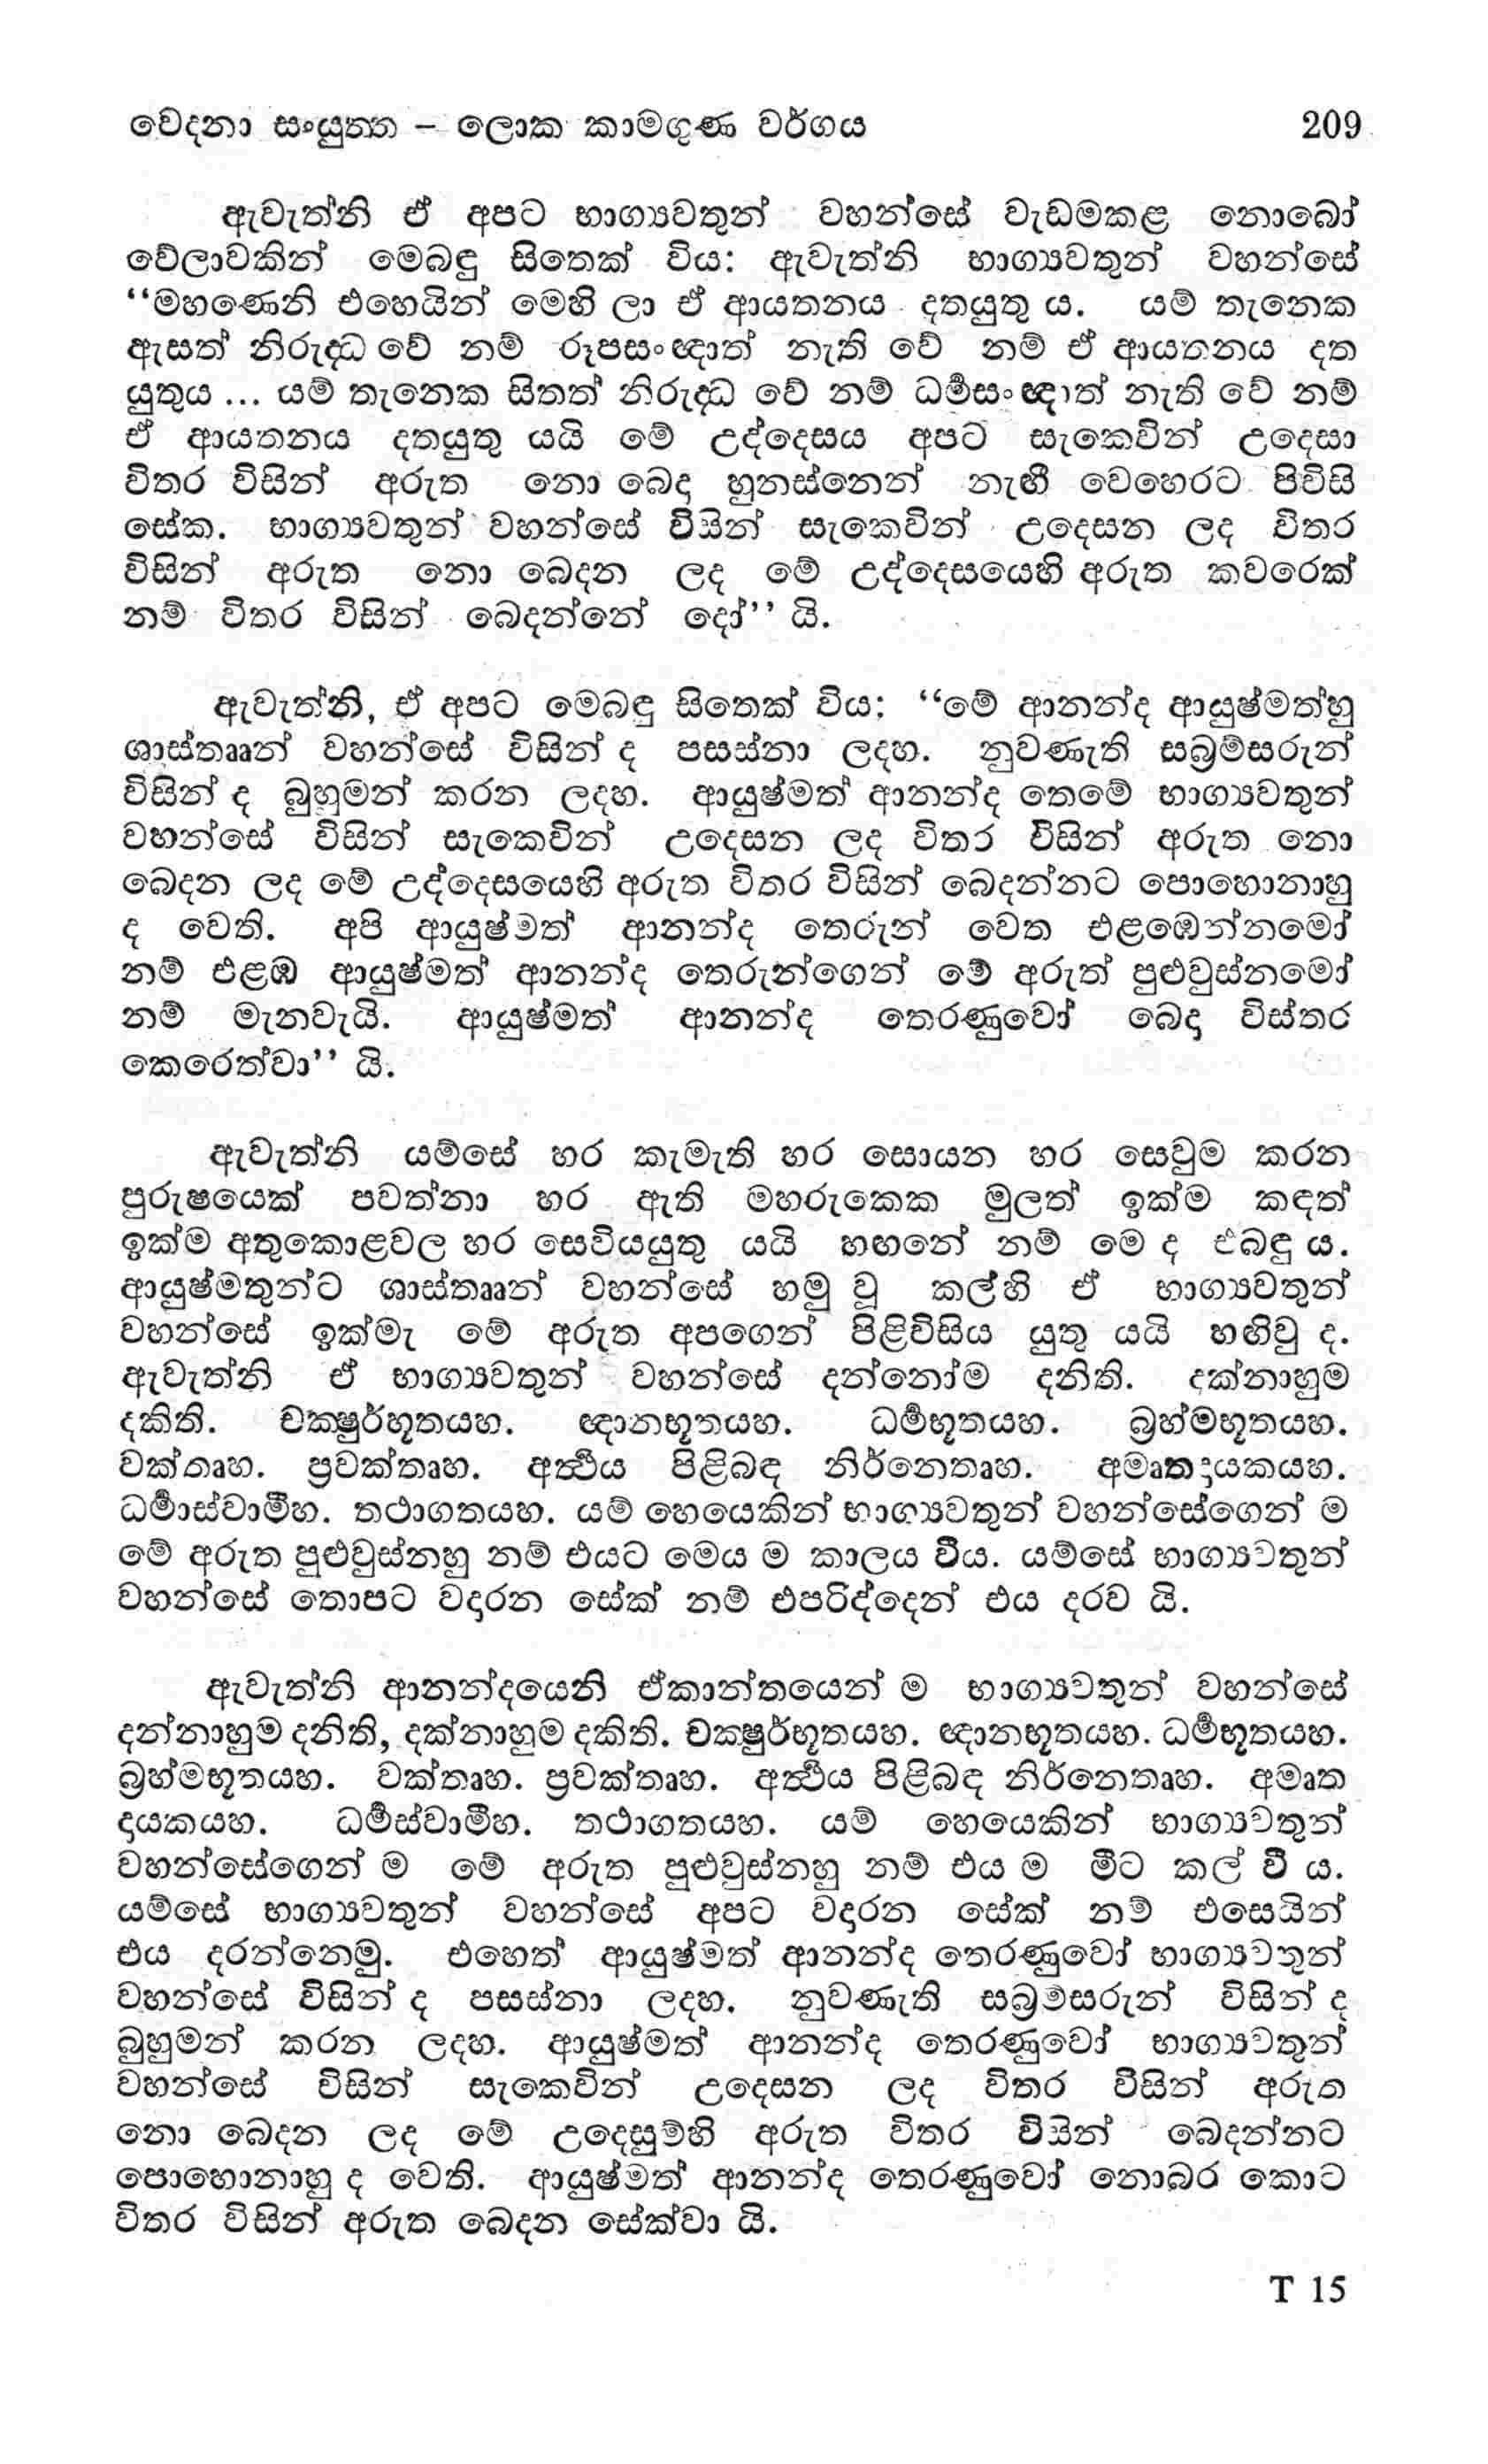 වේදනා සංයුත්ත – ලොක කාමගුණ වර්ගය 209
ඇවැත්නි ඒ අපට භාග්‍යවතුන් වහන්සේ වැඩමකළ නොබෝ
වේලාවකින් මෙබඳු සිතෙක් විය: ඇවැත්නි භාග්‍යවතුන් වහන්සේ
“මහණෙනි එහෙයින් මෙහි ලා ඒ ආයතනය දතයුතු ය. යම් තැනෙක
ඇසත් නිරුද්ධ වේ නම් රූපසංඥාත් නැති වේ නම් ඒ ආයතනය දත
යුතුය ... යම් තැනෙක සිතත් නිරුද්ධ වේ නම් ධර්‍මසංඥාත් නැති වේ නම්
ඒ ආයතනය දතයුතු යයි මේ උද්දෙසය අපට සැකෙවින් උදෙසා
විතර විසින් අරුත නො බෙදා හුනස්නෙන් නැඟී වෙහෙරට පිවිසි
සේක. භාග්‍යවතුන් වහන්සේ විසින් සැකෙවින් උදෙසන ලද විතර
විසින් අරුත නො බෙදන ලද මේ උද්දෙසයෙහි අරුත කවරෙක්
නම් විතර විසින් බෙදන්නේ දෝ” යි.
ඇවැත්නි, ඒ අපට මෙබඳු සිතෙක් විය: “මේ ආනන්ද ආයුෂ්මත්හු
ශාස්තෲන් වහන්සේ විසින් ද පසස්නා ලදහ. නුවණැති සබ්‍රම්සරුන්
විසින් ද බුහුමන් කරන ලදහ. ආයුෂ්මත් ආනන්ද තෙමේ භාග්‍යවතුන්
වහන්සේ විසින් සැකෙවින් උදෙසන ලද විතර විසින් අරුත නො
බෙදන ලද මේ උද්දෙසයෙහි අරුත විතර විසින් බෙදන්නට පොහොනාහු
ද වෙති. අපි ආයුෂ්මත් ආනන්ද තෙරුන් වෙත එළඹෙන්නමෝ
නම් එළඹ ආයුෂ්මත් ආනන්ද තෙරුන්ගෙන් මේ අරුත් පුළුවුස්නමෝ
නම් මැනවැයි. ආයුෂ්මත් ආනන්ද තෙරණුවෝ බෙදා විස්තර
කෙරෙත්වා” යි.
ඇවැත්නි යම්සේ හර කැමැති හර සොයන හර සෙවුම කරන
පුරුෂයෙක් පවත්නා හර ඇති මහරුකෙක මුලත් ඉක්ම කඳත්
ඉක්ම අතුකොළවල හර සෙවියයුතු යයි හඟනේ නම් මෙ ද එබඳු ය.
ආයුෂ්මතුන්ට ශාස්තෲන් වහන්සේ හමු වූ කල්හි ඒ භාග්‍යවතුන්
වහන්සේ ඉක්මැ මේ අරුත අපගෙන් පිළිවිසිය යුතු යයි හඟිවු ද.
ඇවැත්නි ඒ භාග්‍යවතුන් වහන්සේ දන්නෝම දනිති. දක්නාහුම
දකිති. චක්‍ෂුර්භූතයහ. ඥානභූතයහ. ධර්‍මභූතයහ. බ්‍රහ්මභූතයහ.
වක්තෘහ. ප්‍රවක්තෘහ. අර්‍ත්‍ථය පිළිබඳ නිර්නෙතෘහ. අමෘතදායකයහ.
ධර්‍මාස්වාමීහ. තථාගතයහ. යම් හෙයෙකින් භාග්‍යවතුන් වහන්සේගෙන් ම
මේ අරුත පුළුවුස්නහු නම් එයට මෙය ම කාලය වීය. යම්සේ භාග්‍යවතුන්
වහන්සේ තොපට වදාරන සේක් නම් එපරිද්දෙන් එය දරව යි.
ඇවැත්නි ආනන්දයෙනි ඒකාන්තයෙන් ම භාග්‍යවතුන් වහන්සේ
දන්නාහුම දනිති, දක්නාහුම දකිති. චක්‍ෂුර්භූතයහ. ඥානභූතයහ. ධර්‍මභූතයහ.
බ්‍රහ්මභූතයහ. වක්තෘහ. ප්‍රවක්තෘහ. අර්‍ත්‍ථය පිළිබඳ නිර්නෙතෘහ. අමෘත
දායකයහ. ධර්‍මස්වාමීහ. තථාගතයහ. යම් හෙයෙකින් භාග්‍යවතුන්
වහන්සේගෙන් ම මේ අරුත පුළුවුස්නහු නම් එය ම මීට කල් වී ය.
යම්සේ භාග්‍යවතුන් වහන්සේ අපට වදාරන සේක් නම් එසෙයින්
එය දරන්නෙමු. එහෙත් ආයුෂ්මත් ආනන්ද තෙරණුවෝ භාග්‍යවතුන්
වහන්සේ විසින් ද පසස්නා ලදහ. නුවණැති සබ්‍රම්සරුන් විසින් ද
බුහුමන් කරන ලදහ. ආයුෂ්මත් ආනන්ද තෙරණුවෝ භාග්‍යවතුන්
වහන්සේ විසින් සැකෙවින් උදෙසන ලද විතර විසින් අරුත
නො බෙදන ලද මේ උදෙසුම්හි අරුත විතර විසින් බෙදන්නට
පොහොනාහු ද වෙති. ආයුෂ්මත් ආනන්ද තෙරණුවෝ නොබර කොට
විතර විසින් අරුත බෙදන සේක්වා යි.
T 15